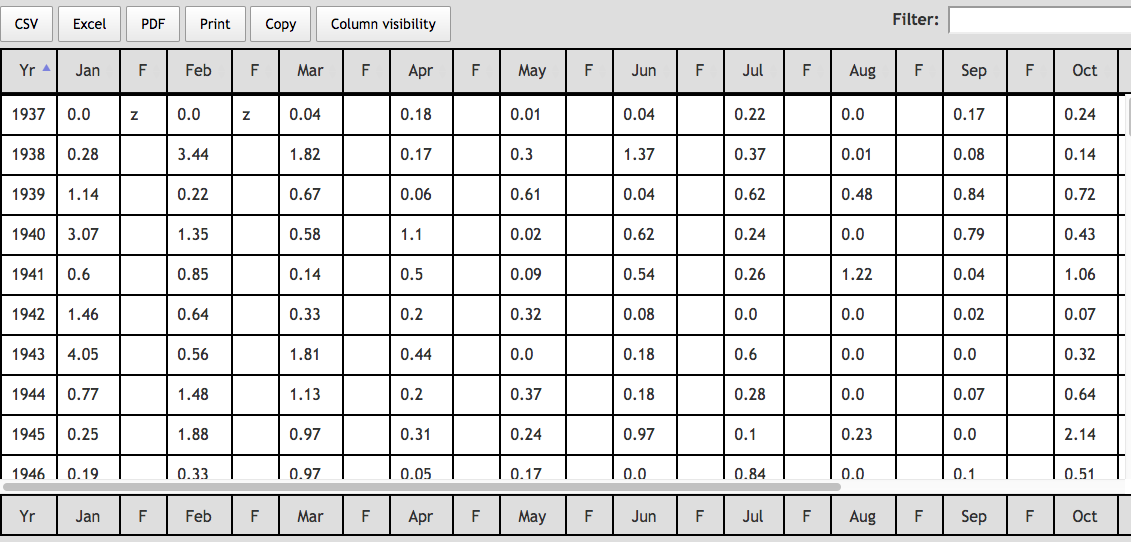 CSV Excel PDF Print Copy Column visibility Filter:
Yr Jan F Feb F Mar F Apr F May F Jun F Jul F Aug F Sep F Oct
1937 0.0 z 0.0 z 0.04 0.18 0.01 0.04 0.22 0.0 0.17 0.24
1938 0.28 3.44 1.82 0.17 0.3 1.37 0.37 0.01 0.08 0.14
1939 1.14 0.22 0.67 0.06 0.61 0.04 0.62 0.48 0.84 0.72
1940 3.07 1.35 0.58 1.1 0.02 0.62 0.24 0.0 0.79 0.43
1941 0.6 0.85 0.14 0.5 0.09 0.54 0.26 1.22 0.04 1.06
1942 1.46 0.64 0.33 0.2 0.32 0.08 0.0 0.0 0.02 0.07
1943 4.05 0.56 1.81 0.44 0.0 0.18 0.6 0.0 0.0 0.32
1944 0.77 1.48 1.13 0.2 0.37 0.18 0.28 0.0 0.07 0.64
1945 0.25 1.88 0.97 0.31 0.24 0.97 0.1 0.23 0.0 2.14
1946 0.19 0.33 0.97 0.05 0.17 0.0 0.84 0.0 0.1 0.51
Yr Jan F Feb F Mar F Apr F May F Jun F Jul F Aug F Sep F Oct